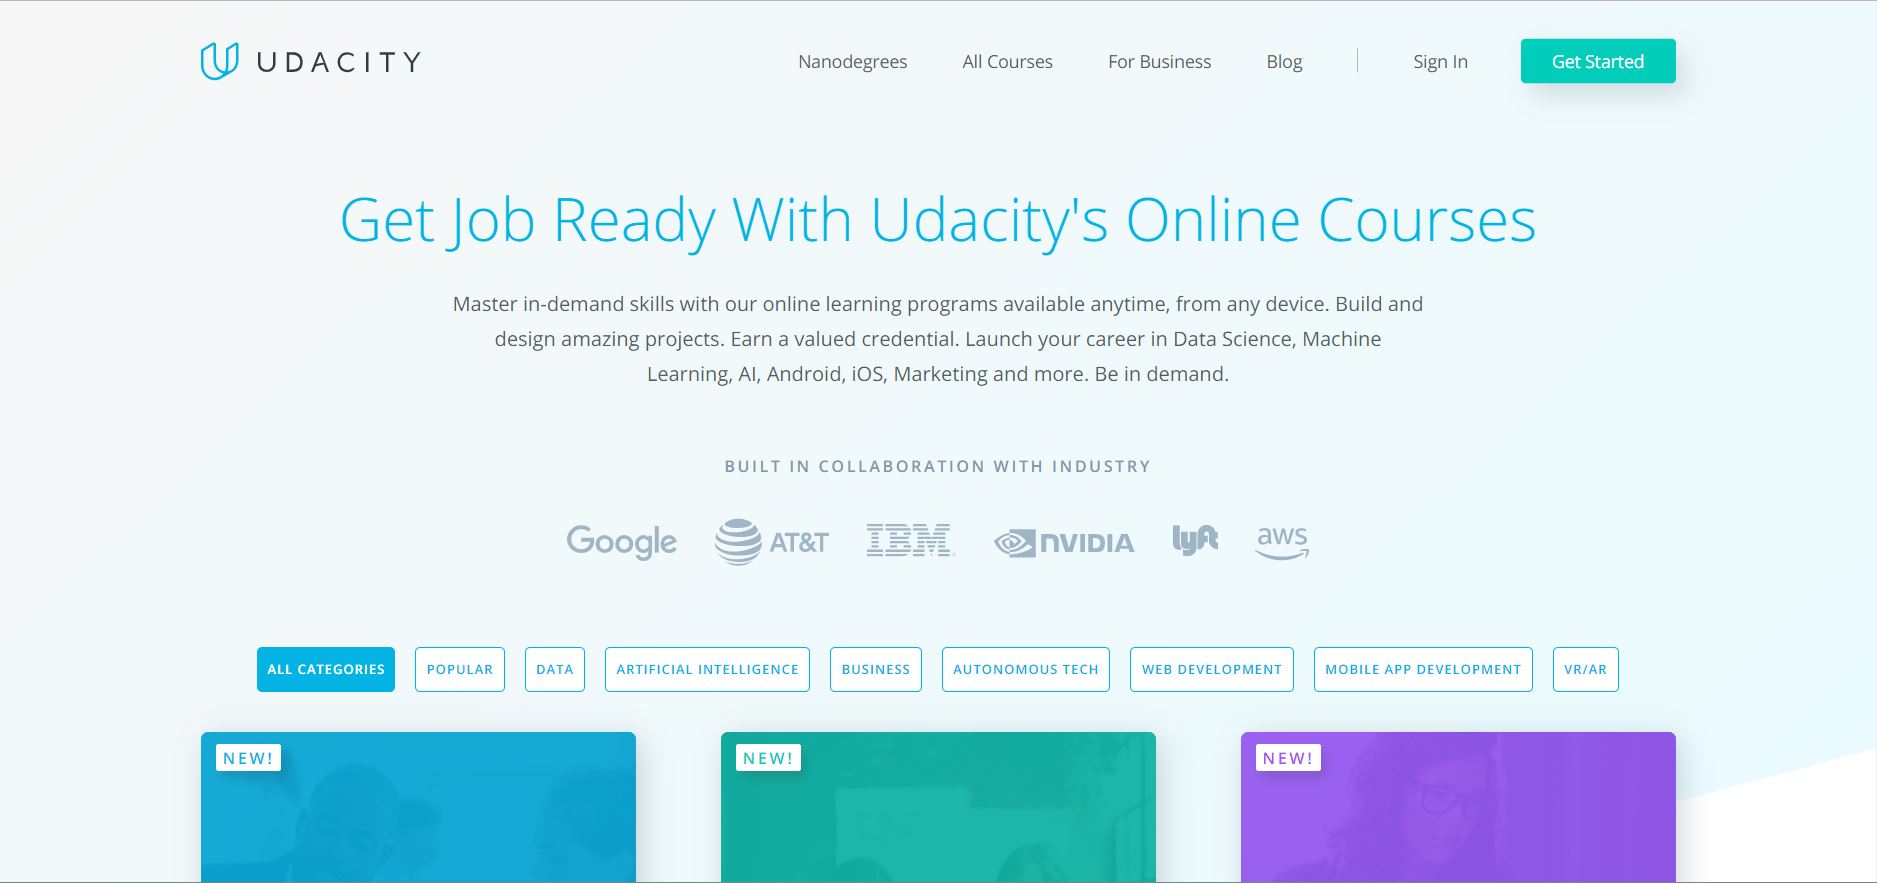 UDACITY
Nanodegrees
All Courses
For Business
Blog
Sign In
Get Started
Get Job Ready With Udacity's Online Courses
Master in-demand skills with our online learning programs available anytime, from any device. Build and
design amazing projects. Earn a valued credential. Launch your career in Data Science, Machine
Learning, AI, Android, iOS, Marketing and more. Be in demand.
BUILT IN COLLABORATION WITH INDUSTRY
Google
AT&T
IBM
NVIDIA
lyft
aws
ALL CATEGORIES
POPULAR
DATA
ARTIFICIAL INTELLIGENCE
BUSINESS
AUTONOMOUS TECH
WEB DEVELOPMENT
MOBILE APP DEVELOPMENT
VR/AR
NEW!
NEW!
NEW!